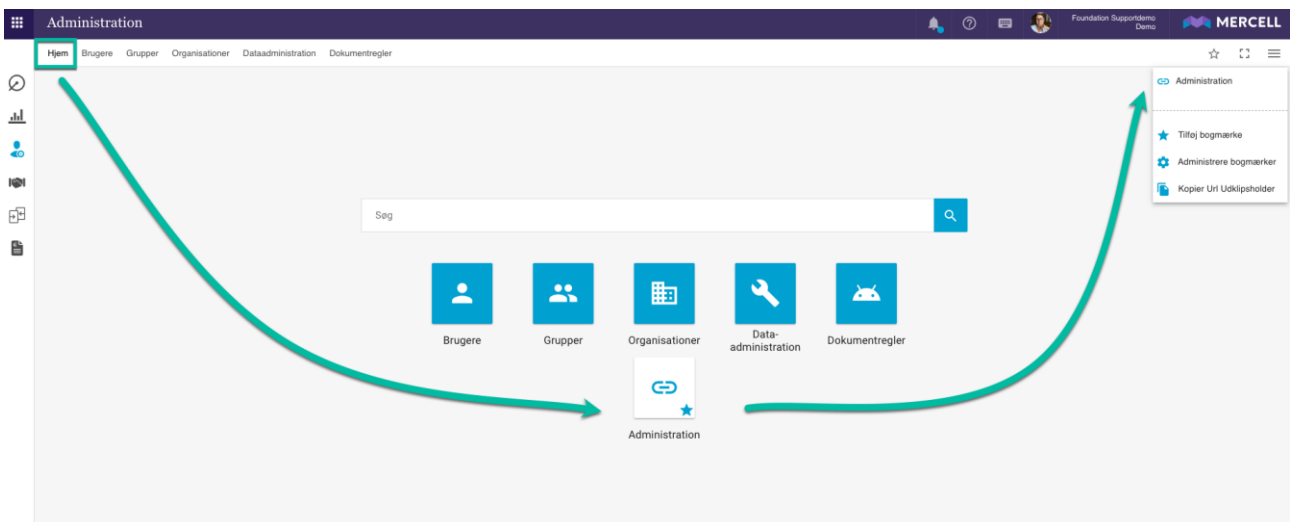 Administration
Foundation Supportdemo
Demo
MERCELL
Hjem Brugere Grupper Organisationer Dataadministration Dokumentregler
Administration
Tilføj bogmærke
Administrere bogmærker
Kopier Url Udklipsholder
Søg
Brugere
Grupper
Organisationer
Data-
administration
Dokumentregler
Administration